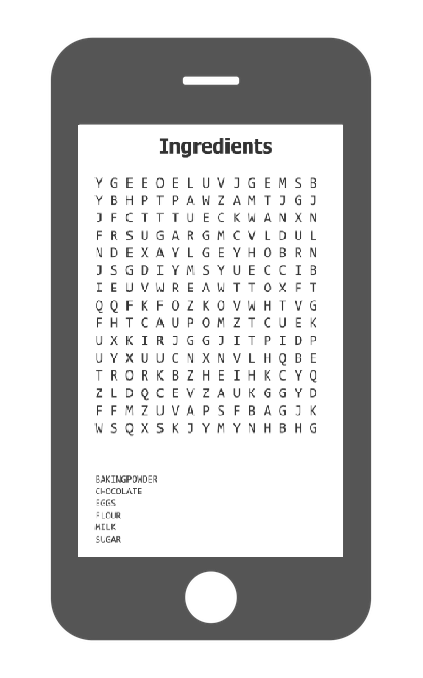 Ingredients
Y G E E O E L U V J G E M S B
Y B H P T P A W Z A M T J G J
J F C T T T U E C K W A N X N
F R S U G A R G M C V L D U L
N D E X A Y L G E Y H O B R N
J S G D I Y M S Y U E C C I B
I E U V W R E A W T T O X F T
Q Q F K F O Z K O V W H T V G
F H T C A U P O M Z T C U E K
U X K I R J G G J I T P I D P
U Y X U U C N X N V L H Q B E
T R O R K B Z H E I H K C Y Q
Z L D Q C E V Z A U K G G Y D
F F M Z U V A P S F B A G J K
W S Q X S K J Y M Y N H B H G
BAKINGPOWDER
CHOCOLATE
EGGS
FLOUR
MILK
SUGAR